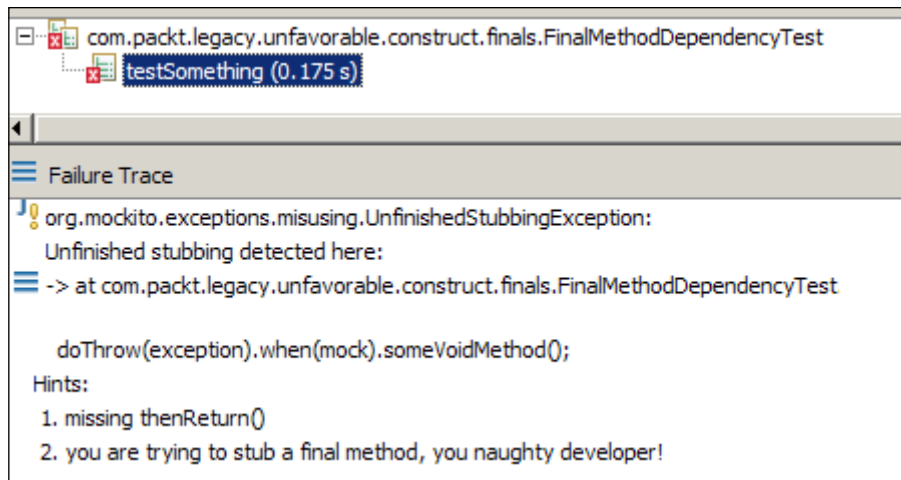 com.packt.legacy.unfavorable.construct.finals.FinalMethodDependencyTest
testSomething (0.175 s)
Failure Trace
org.mockito.exceptions.misusing.UnfinishedStubbingException:
Unfinished stubbing detected here:
-> at com.packt.legacy.unfavorable.construct.finals.FinalMethodDependencyTest
doThrow(exception).when(mock).someVoidMethod();
Hints:
1. missing thenReturn()
2. you are trying to stub a final method, you naughty developer!